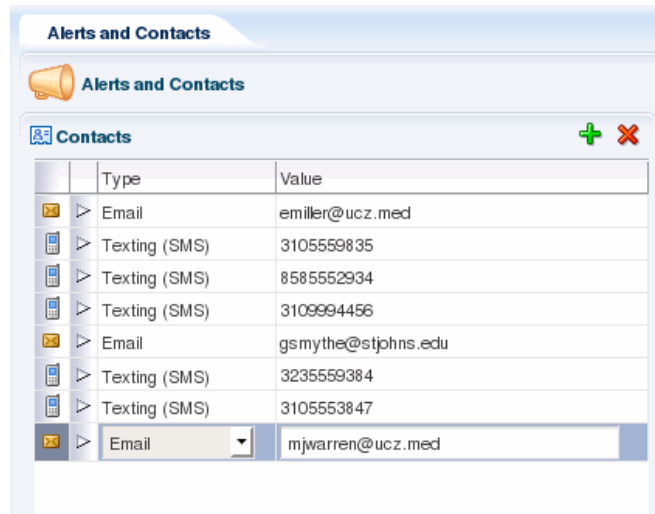 Alerts and Contacts
Alerts and Contacts
Contacts
Type Value
Email emiller@ucz.med
Texting (SMS) 3105559835
Texting (SMS) 8585552934
Texting (SMS) 3109994456
Email gsmythe@stjohns.edu
Texting (SMS) 3235559384
Texting (SMS) 3105553847
Email mjwarren@ucz.med